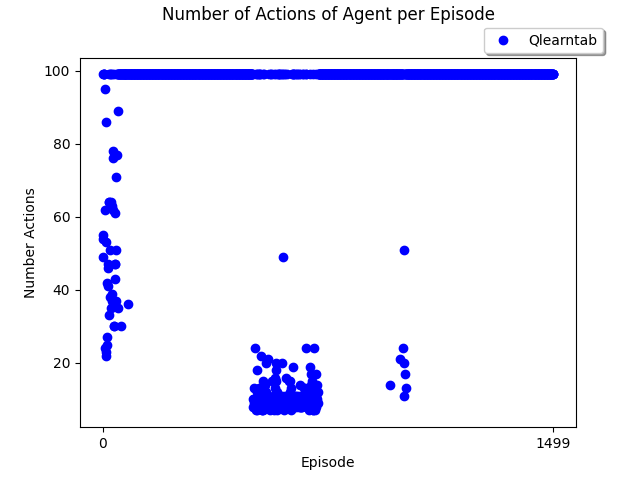 Number of Actions of Agent per Episode
Qlearntab
100
80
60
40
20
Number Actions
0
1499
Episode